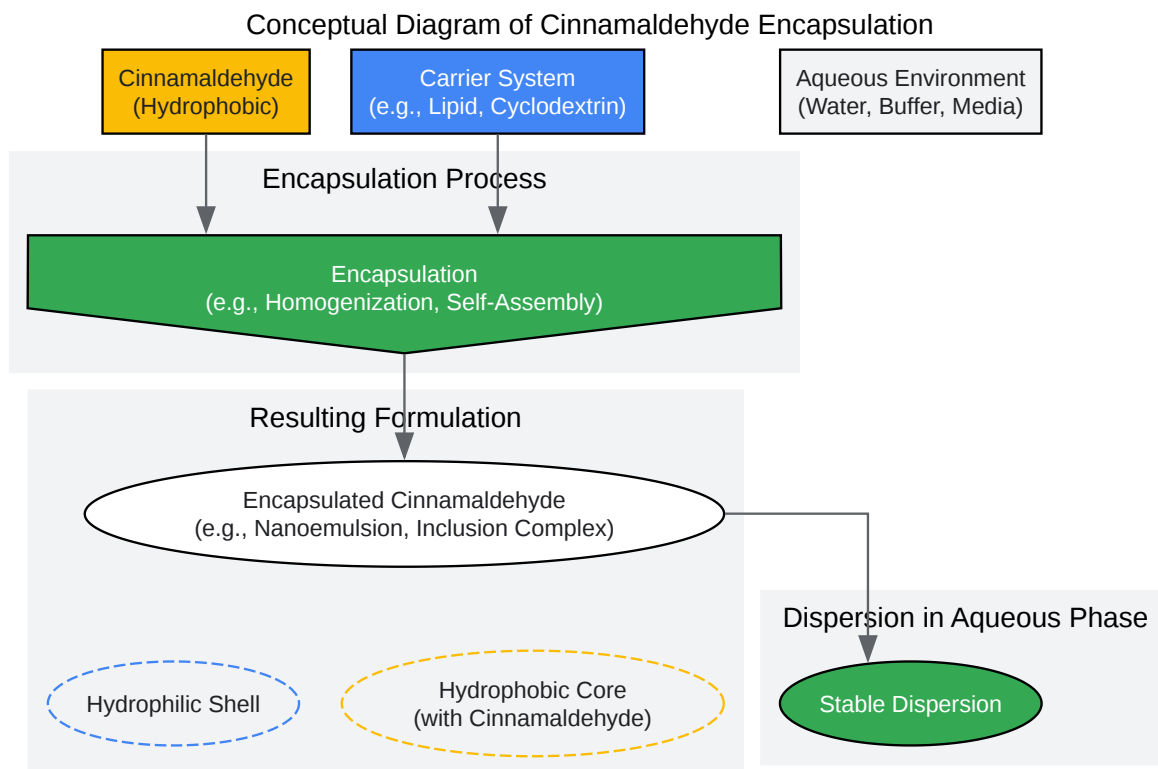 Conceptual Diagram of Cinnamaldehyde Encapsulation
Cinnamaldehyde
(Hydrophobic)
Carrier System
(e.g., Lipid, Cyclodextrin)
Aqueous Environment
(Water, Buffer, Media)
Encapsulation Process
Encapsulation
(e.g., Homogenization, Self-Assembly)
Resulting Formulation
Encapsulated Cinnamaldehyde
(e.g., Nanoemulsion, Inclusion Complex)
Dispersion in Aqueous Phase
Hydrophilic Shell
Hydrophobic Core
(with Cinnamaldehyde)
Stable Dispersion